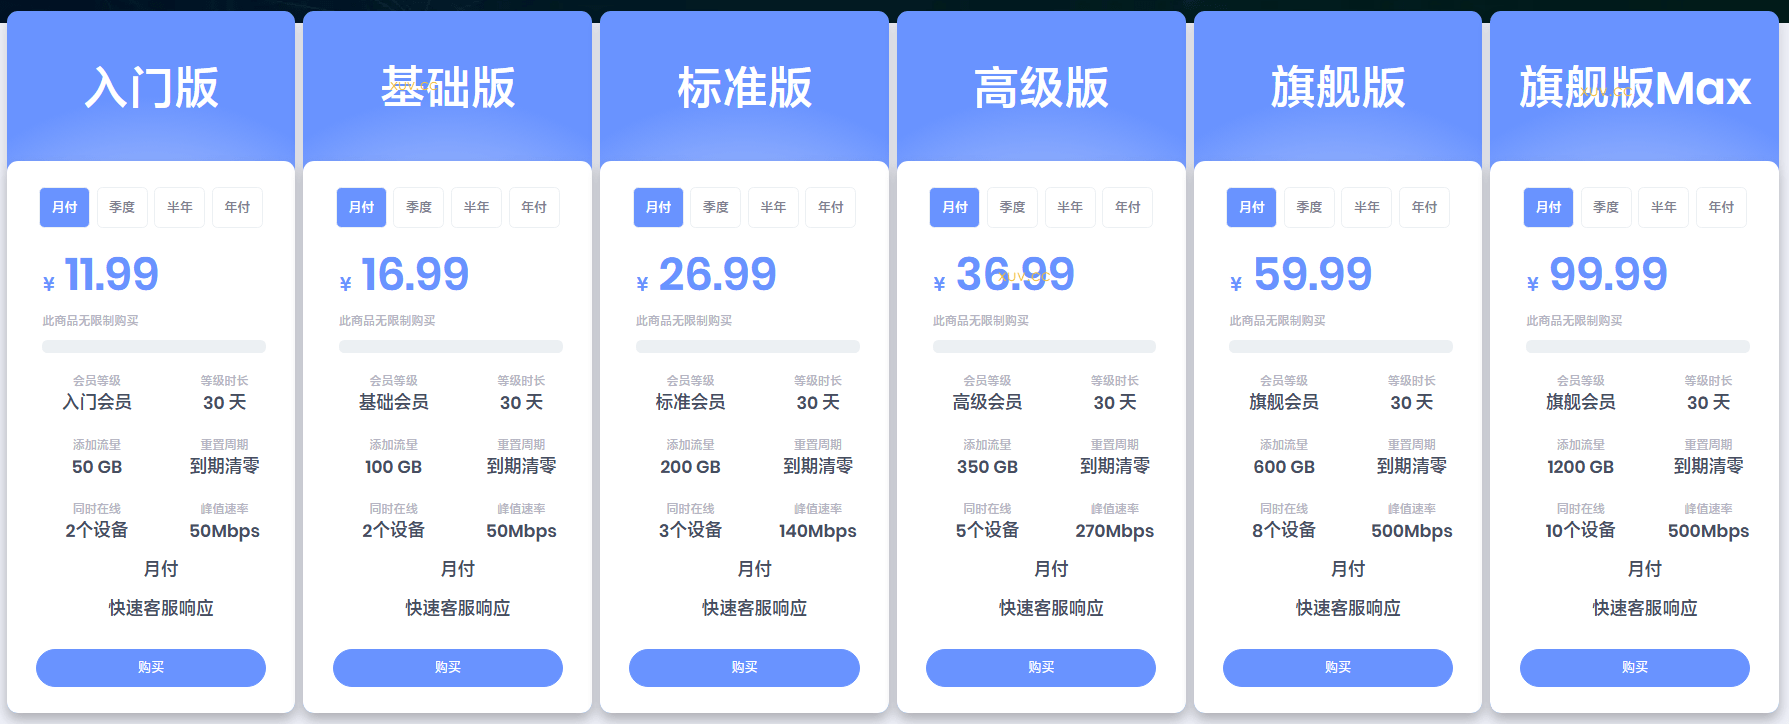 入门版
月付 季度 半年 年付
¥ 11.99
此商品无限制购买
会员等级 等级时长
入门会员 30 天
添加流量 重置周期
50 GB 到期清零
同时在线 峰值速率
2个设备 50Mbps
月付
快速客服响应
购买
基础版
XUV.CC
月付 季度 半年 年付
¥ 16.99
此商品无限制购买
会员等级 等级时长
基础会员 30 天
添加流量 重置周期
100 GB 到期清零
同时在线 峰值速率
2个设备 50Mbps
月付
快速客服响应
购买
标准版
月付 季度 半年 年付
¥ 26.99
此商品无限制购买
会员等级 等级时长
标准会员 30 天
添加流量 重置周期
200 GB 到期清零
同时在线 峰值速率
3个设备 140Mbps
月付
快速客服响应
购买
高级版
月付 季度 半年 年付
¥ 36.99
XUV.CC
此商品无限制购买
会员等级 等级时长
高级会员 30 天
添加流量 重置周期
350 GB 到期清零
同时在线 峰值速率
5个设备 270Mbps
月付
快速客服响应
购买
旗舰版
月付 季度 半年 年付
¥ 59.99
此商品无限制购买
会员等级 等级时长
旗舰会员 30 天
添加流量 重置周期
600 GB 到期清零
同时在线 峰值速率
8个设备 500Mbps
月付
快速客服响应
购买
旗舰版Max
XUV.CC
月付 季度 半年 年付
¥ 99.99
此商品无限制购买
会员等级 等级时长
旗舰会员 30 天
添加流量 重置周期
1200 GB 到期清零
同时在线 峰值速率
10个设备 500Mbps
月付
快速客服响应
购买